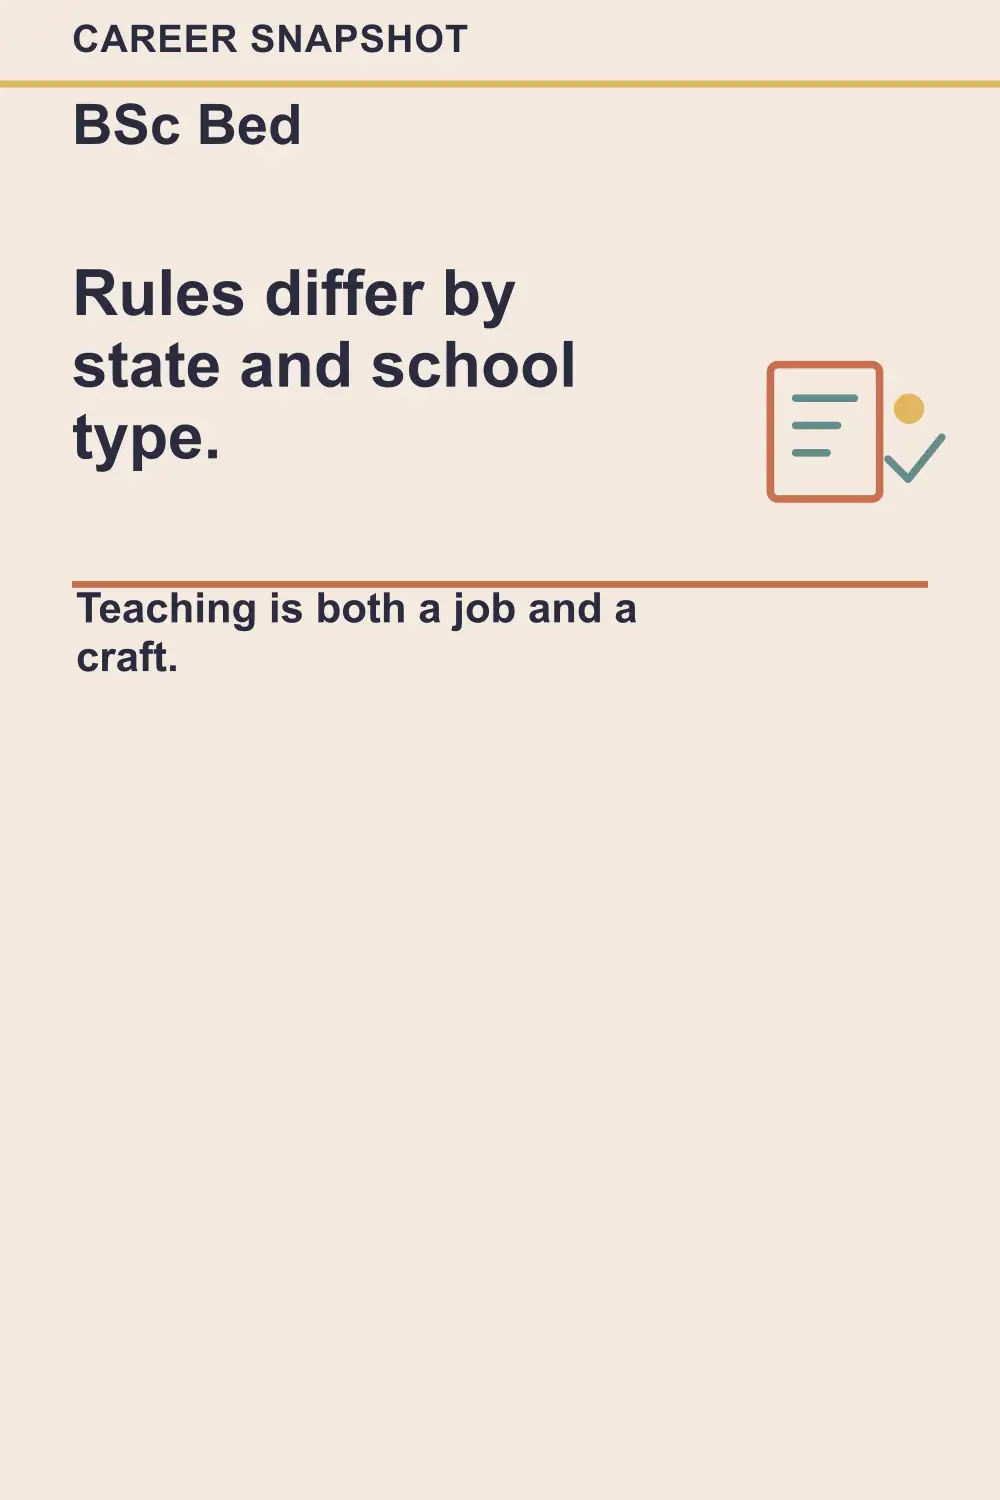 CAREER SNAPSHOT
BSc Bed
Rules differ by
state and school
type.
Teaching is both a job and a
craft.